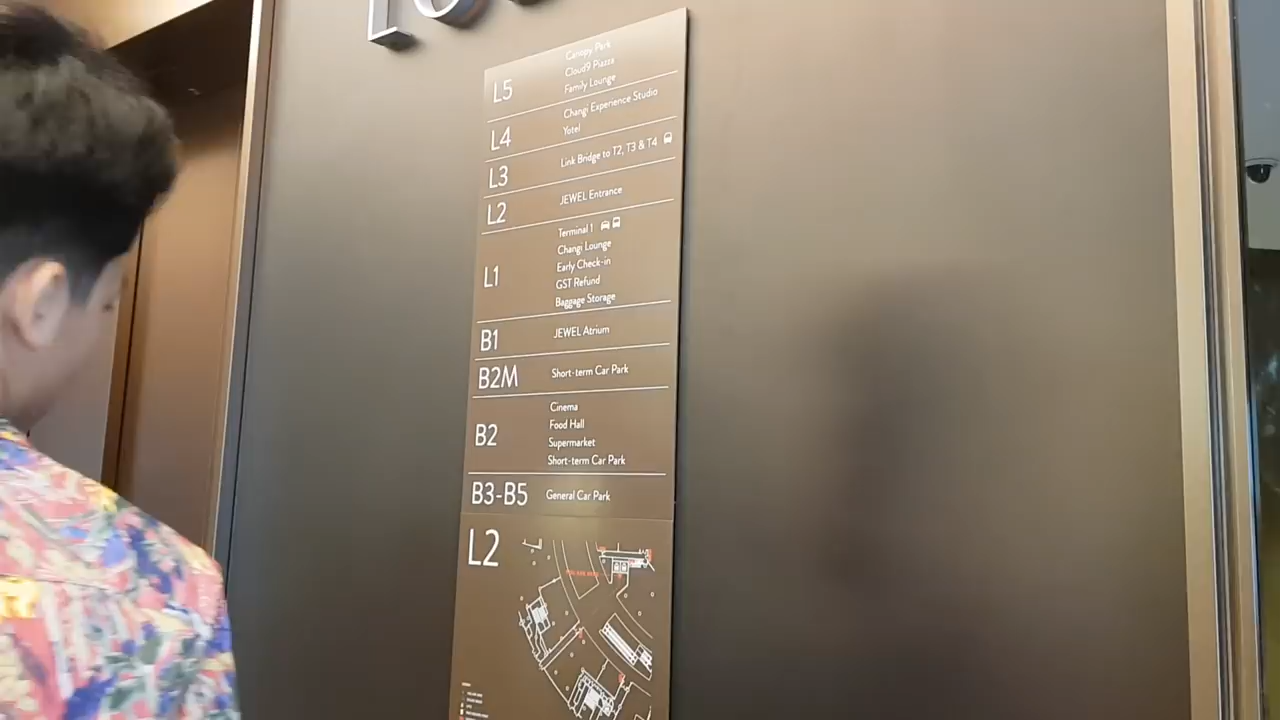 L5
Canopy Park
Cloud9 Piazza
Family Lounge
L4
Changi Experience Studio
Yotel
L3
Link Bridge to T2, T3 & T4
L2
JEWEL Entrance
L1
Terminal 1
Changi Lounge
Early Check-in
GST Refund
Baggage Storage
B1
JEWEL Atrium
B2M
Short-term Car Park
B2
Cinema
Food Hall
Supermarket
Short-term Car Park
B3-B5
General Car Park
L2